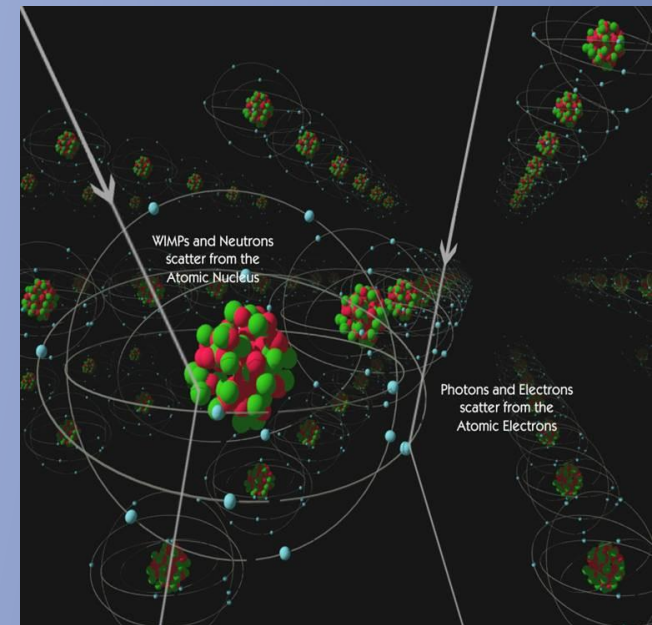 WIMPs and Neutrons
scatter from the
Atomic Nucleus
Photons and Electrons
scatter from the
Atomic Electrons